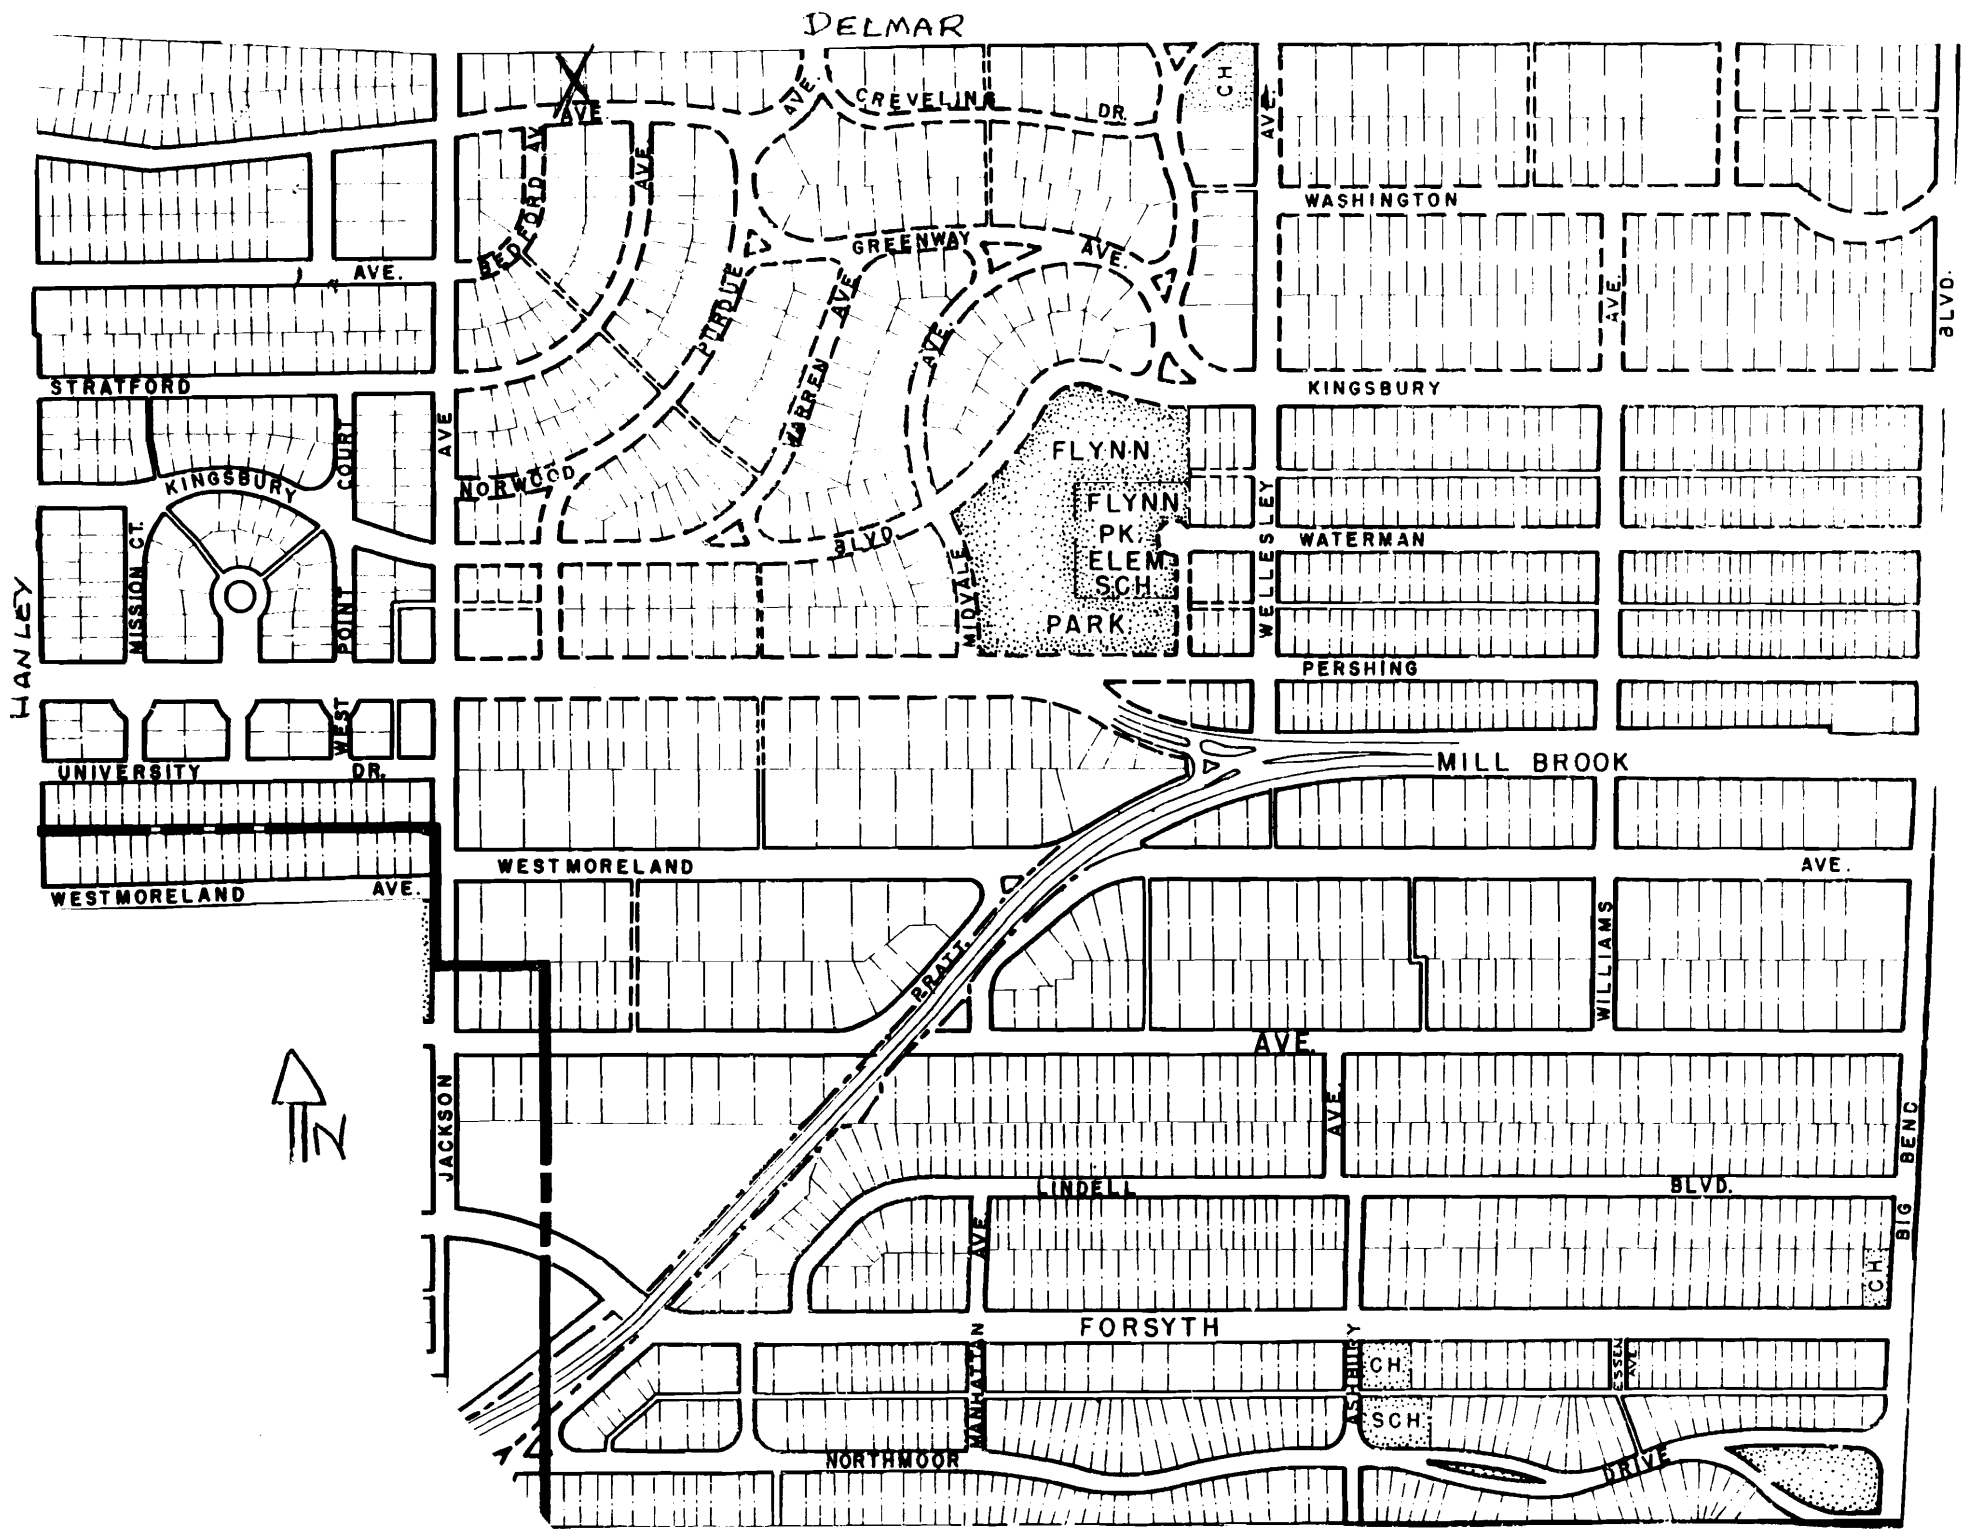 DELMAR
CREVELING
DR.
AVE.
CH
AVE.
AVE.
BEDFORD AV
AVE.
WASHINGTON
GREENWAY
AVE.
AVE.
PURDUE
AVE
AVE.
BLVD.
AVE.
WARREN
STRATFORD
KINGSBURY
COURT
AVE
FLYNN
KINGSBURY
NORWOOD
FLYNN
PK.
ELEM.
SCH.
WELLESLEY
WATERMAN
BLVD.
MISSION CT.
MIDVALE
POINT
PARK
HANLEY
PERSHING
WEST
UNIVERSITY
DR.
MILL BROOK
WESTMORELAND
AVE.
WESTMORELAND
AVE.
PRATT
WILLIAMS
AVE.
N
JACKSON
AVE.
BEND
LINDELL
BLVD.
BIG
AVE.
CH
FORSYTH
MANHATTAN
ASHBURY
CH
ESSEN
AVE
SCH.
NORTHMOOR
DRIVE